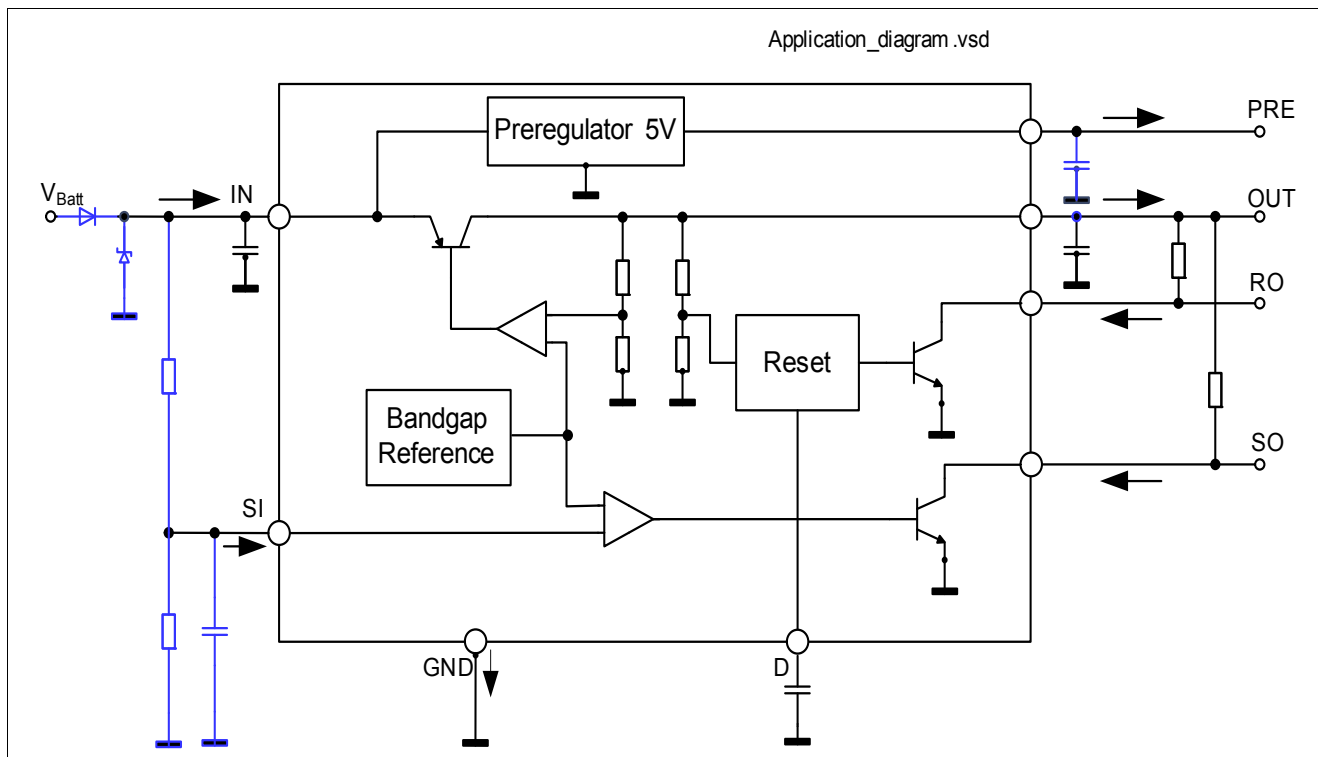 Application_diagram.vsd
PRE
Preregulator 5V
VBatt
IN
OUT
RO
Reset
Bandgap
Reference
SO
SI
GND
D